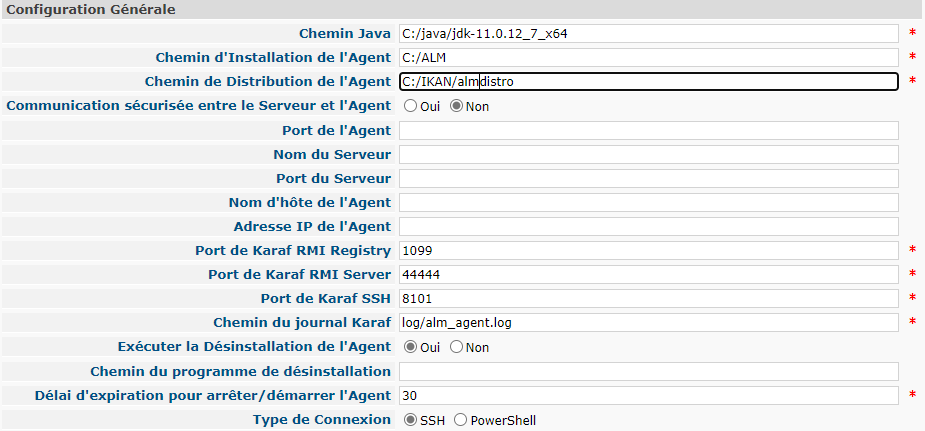 Configuration Générale
Chemin Java C:/java/jdk-11.0.12_7_x64 *
Chemin d'Installation de l'Agent C:/ALM *
Chemin de Distribution de l'Agent C:/IKAN/almdistro *
Communication sécurisée entre le Serveur et l'Agent Oui Non
Port de l'Agent
Nom du Serveur
Port du Serveur
Nom d'hôte de l'Agent
Adresse IP de l'Agent
Port de Karaf RMI Registry 1099 *
Port de Karaf RMI Server 44444 *
Port de Karaf SSH 8101 *
Chemin du journal Karaf log/alm_agent.log *
Exécuter la Désinstallation de l'Agent Oui Non
Chemin du programme de désinstallation
Délai d'expiration pour arrêter/démarrer l'Agent 30 *
Type de Connexion SSH PowerShell